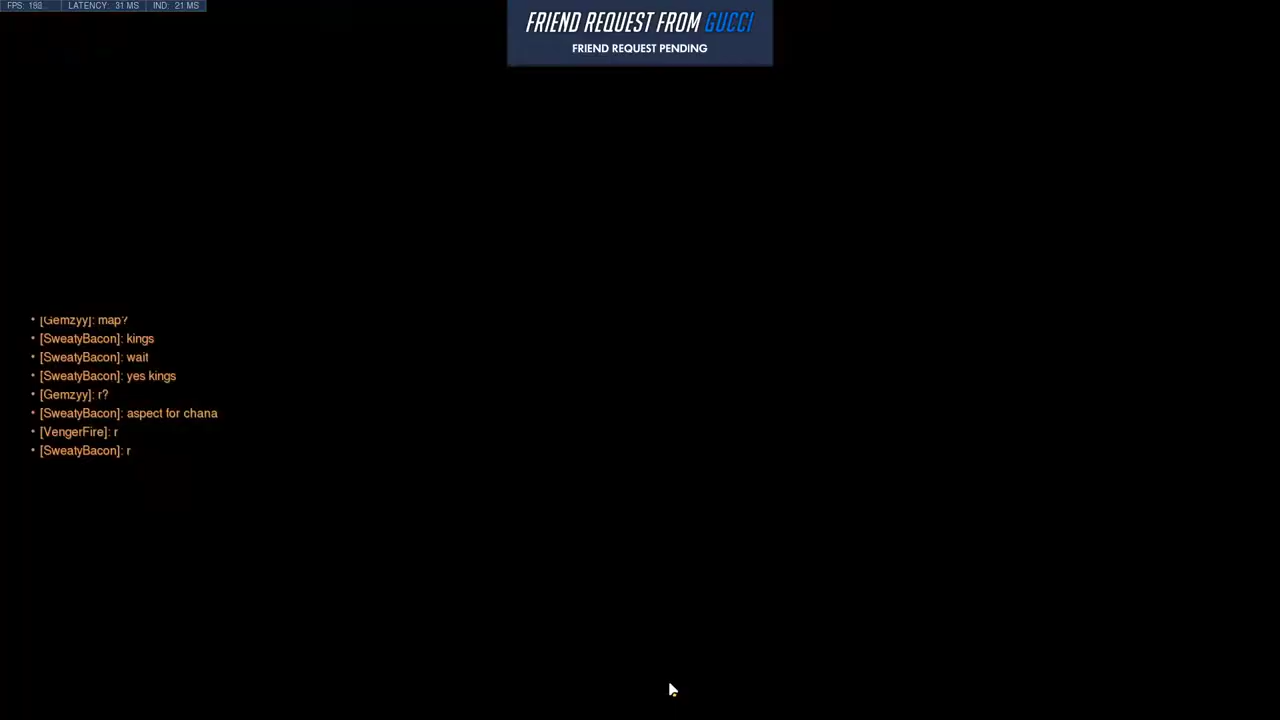 FPS: 198... LATENCY: 31 MS IND: 21 MS
FRIEND REQUEST FROM GUCCI
FRIEND REQUEST PENDING
• [Gemzyy]: map?
• [SweatyBacon]: kings
• [SweatyBacon]: wait
• [SweatyBacon]: yes kings
• [Gemzyy]: r?
• [SweatyBacon]: aspect for chana
• [VengerFire]: r
• [SweatyBacon]: r